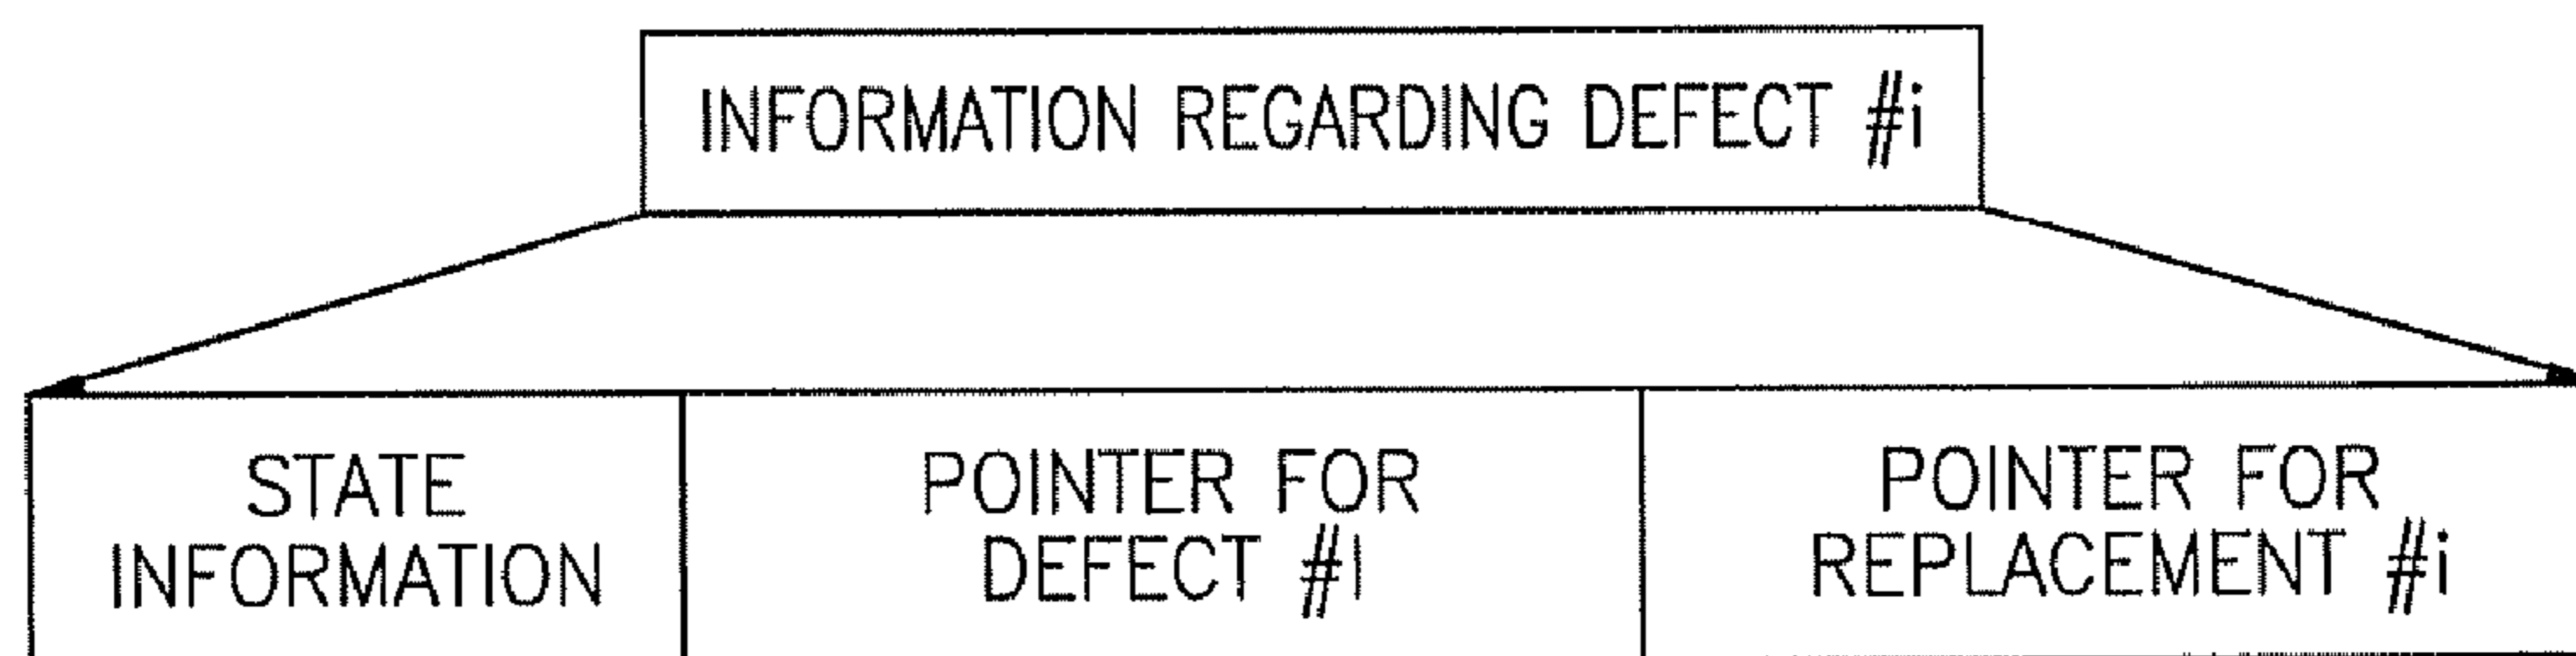 INFORMATION REGARDING DEFECT #i
STATE
INFORMATION
POINTER FOR
DEFECT #I
POINTER FOR
REPLACEMENT #i